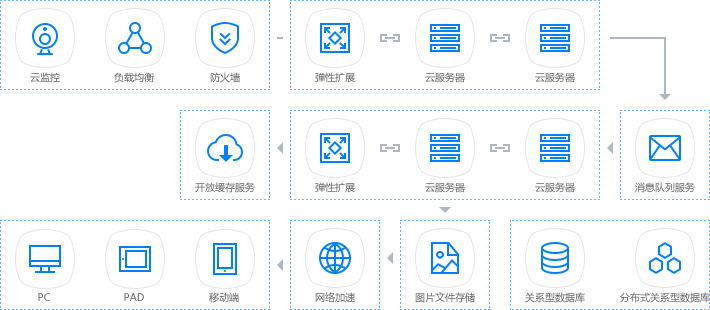 云监控 负载均衡 防火墙 弹性扩展 云服务器 云服务器
开放缓存服务 弹性扩展 云服务器 云服务器 消息队列服务
PC PAD 移动端 网络加速 图片文件存储 关系型数据库 分布式关系型数据库